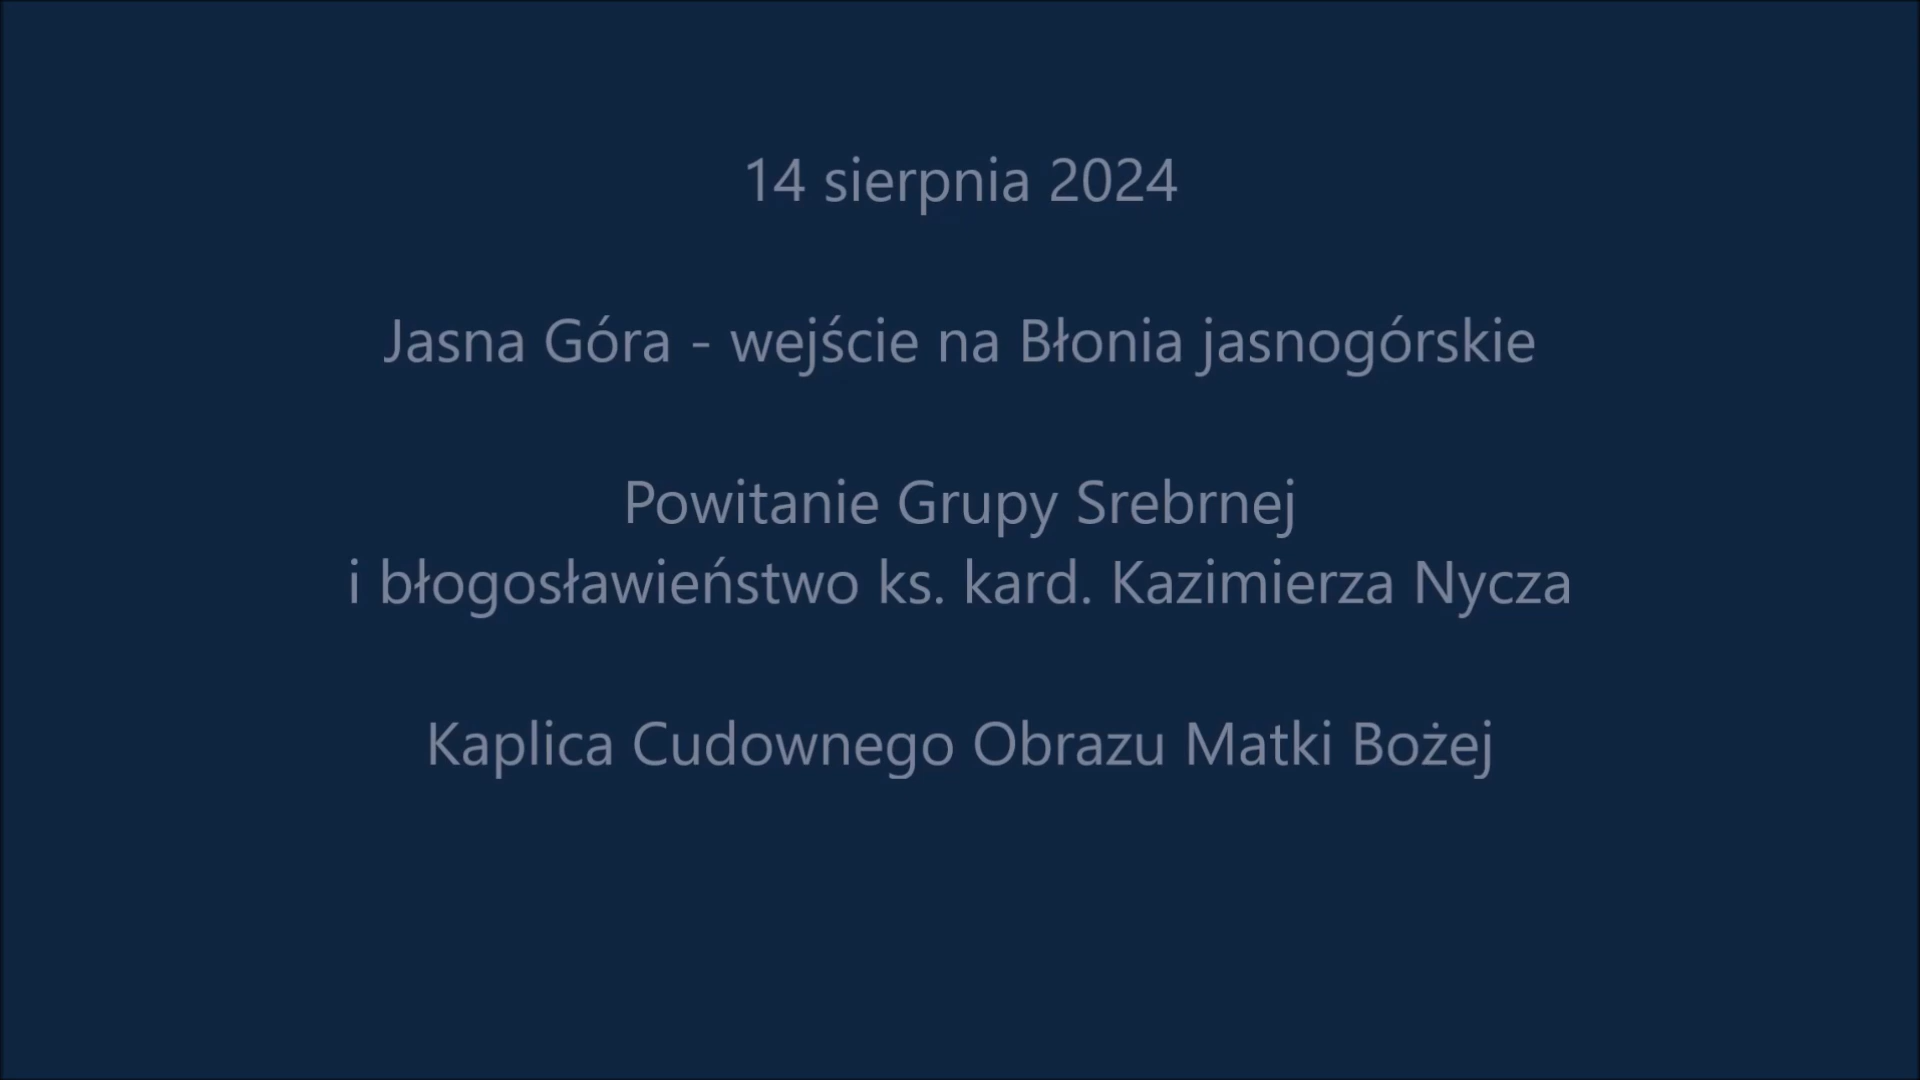 14 sierpnia 2024
Jasna Góra - wejście na Błonia jasnogórskie
Powitanie Grupy Srebrnej
i błogosławieństwo ks. kard. Kazimierza Nycza
Kaplica Cudownego Obrazu Matki Bożej